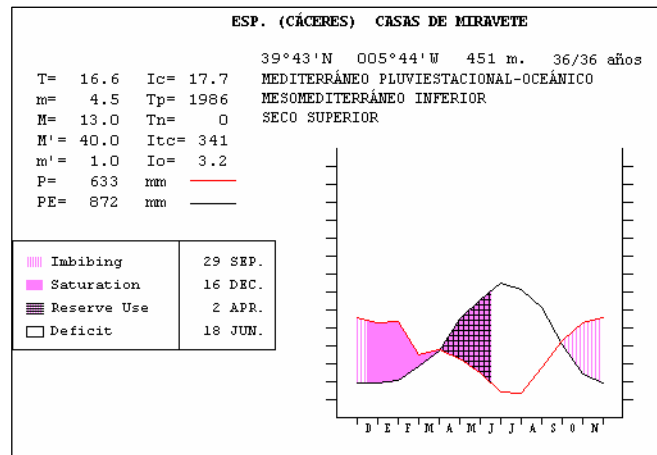 ESP. (CÁCERES) CASAS DE MIRAVETE
39°43'N 005°44'W 451 m. 36/36 años
T= 16.6 Ic= 17.7 MEDITERRÁNEO PLUVIESTACIONAL-OCEÁNICO
m= 4.5 Tp= 1986 MESOMEDITERRÁNEO INFERIOR
M= 13.0 Tn= 0 SECO SUPERIOR
M'= 40.0 Itc= 341
m'= 1.0 Io= 3.2
P= 633 mm
PE= 872 mm
Imbibing 29 SEP.
Saturation 16 DEC.
Reserve Use 2 APR.
Deficit 18 JUN.
D E F M A M J J A S O N